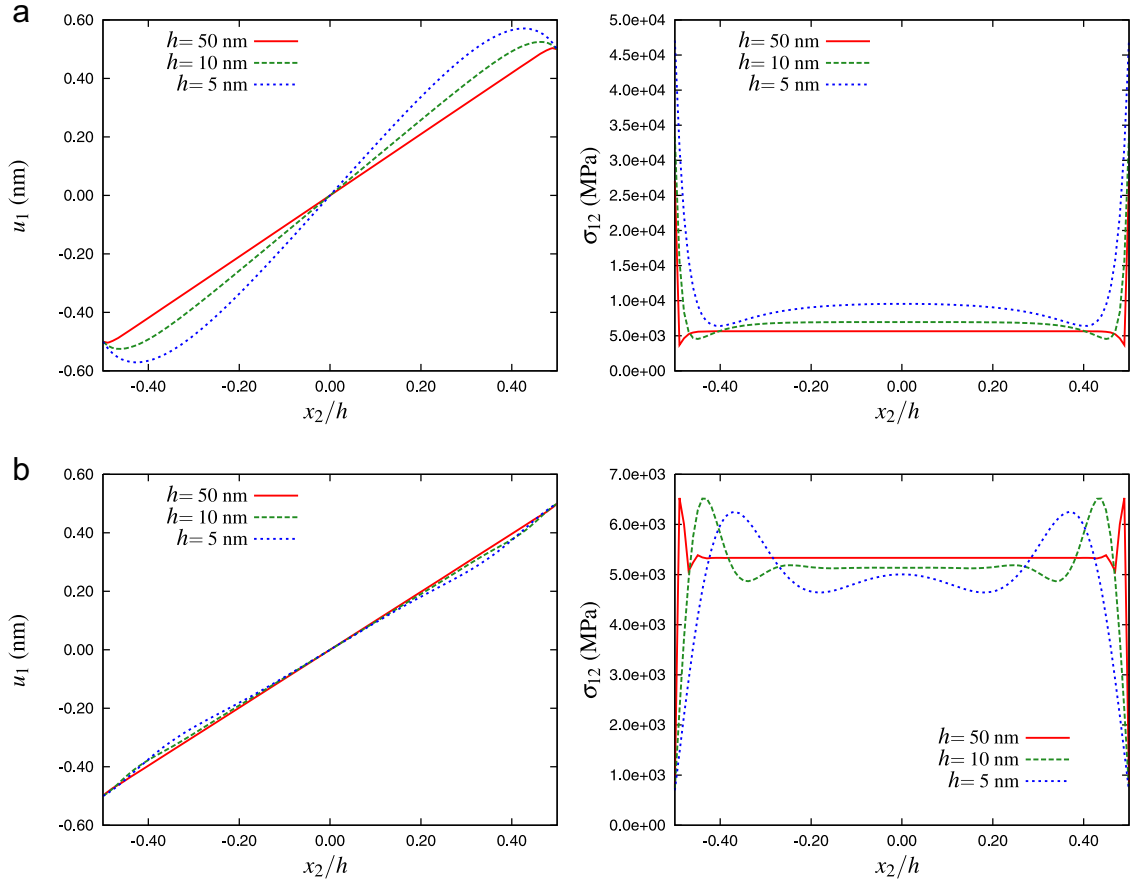 a
h= 50 nm
h= 10 nm
h= 5 nm
u1 (nm)
0.60
0.40
0.20
0.00
-0.20
-0.40
-0.60
-0.40 -0.20 0.00 0.20 0.40
x2/h
h= 50 nm
h= 10 nm
h= 5 nm
σ12 (MPa)
5.0e+04
4.5e+04
4.0e+04
3.5e+04
3.0e+04
2.5e+04
2.0e+04
1.5e+04
1.0e+04
5.0e+03
0.0e+00
-0.40 -0.20 0.00 0.20 0.40
x2/h
b
h= 50 nm
h= 10 nm
h= 5 nm
u1 (nm)
0.60
0.40
0.20
0.00
-0.20
-0.40
-0.60
-0.40 -0.20 0.00 0.20 0.40
x2/h
σ12 (MPa)
7.0e+03
6.0e+03
5.0e+03
4.0e+03
3.0e+03
2.0e+03
1.0e+03
0.0e+00
h= 50 nm
h= 10 nm
h= 5 nm
-0.40 -0.20 0.00 0.20 0.40
x2/h